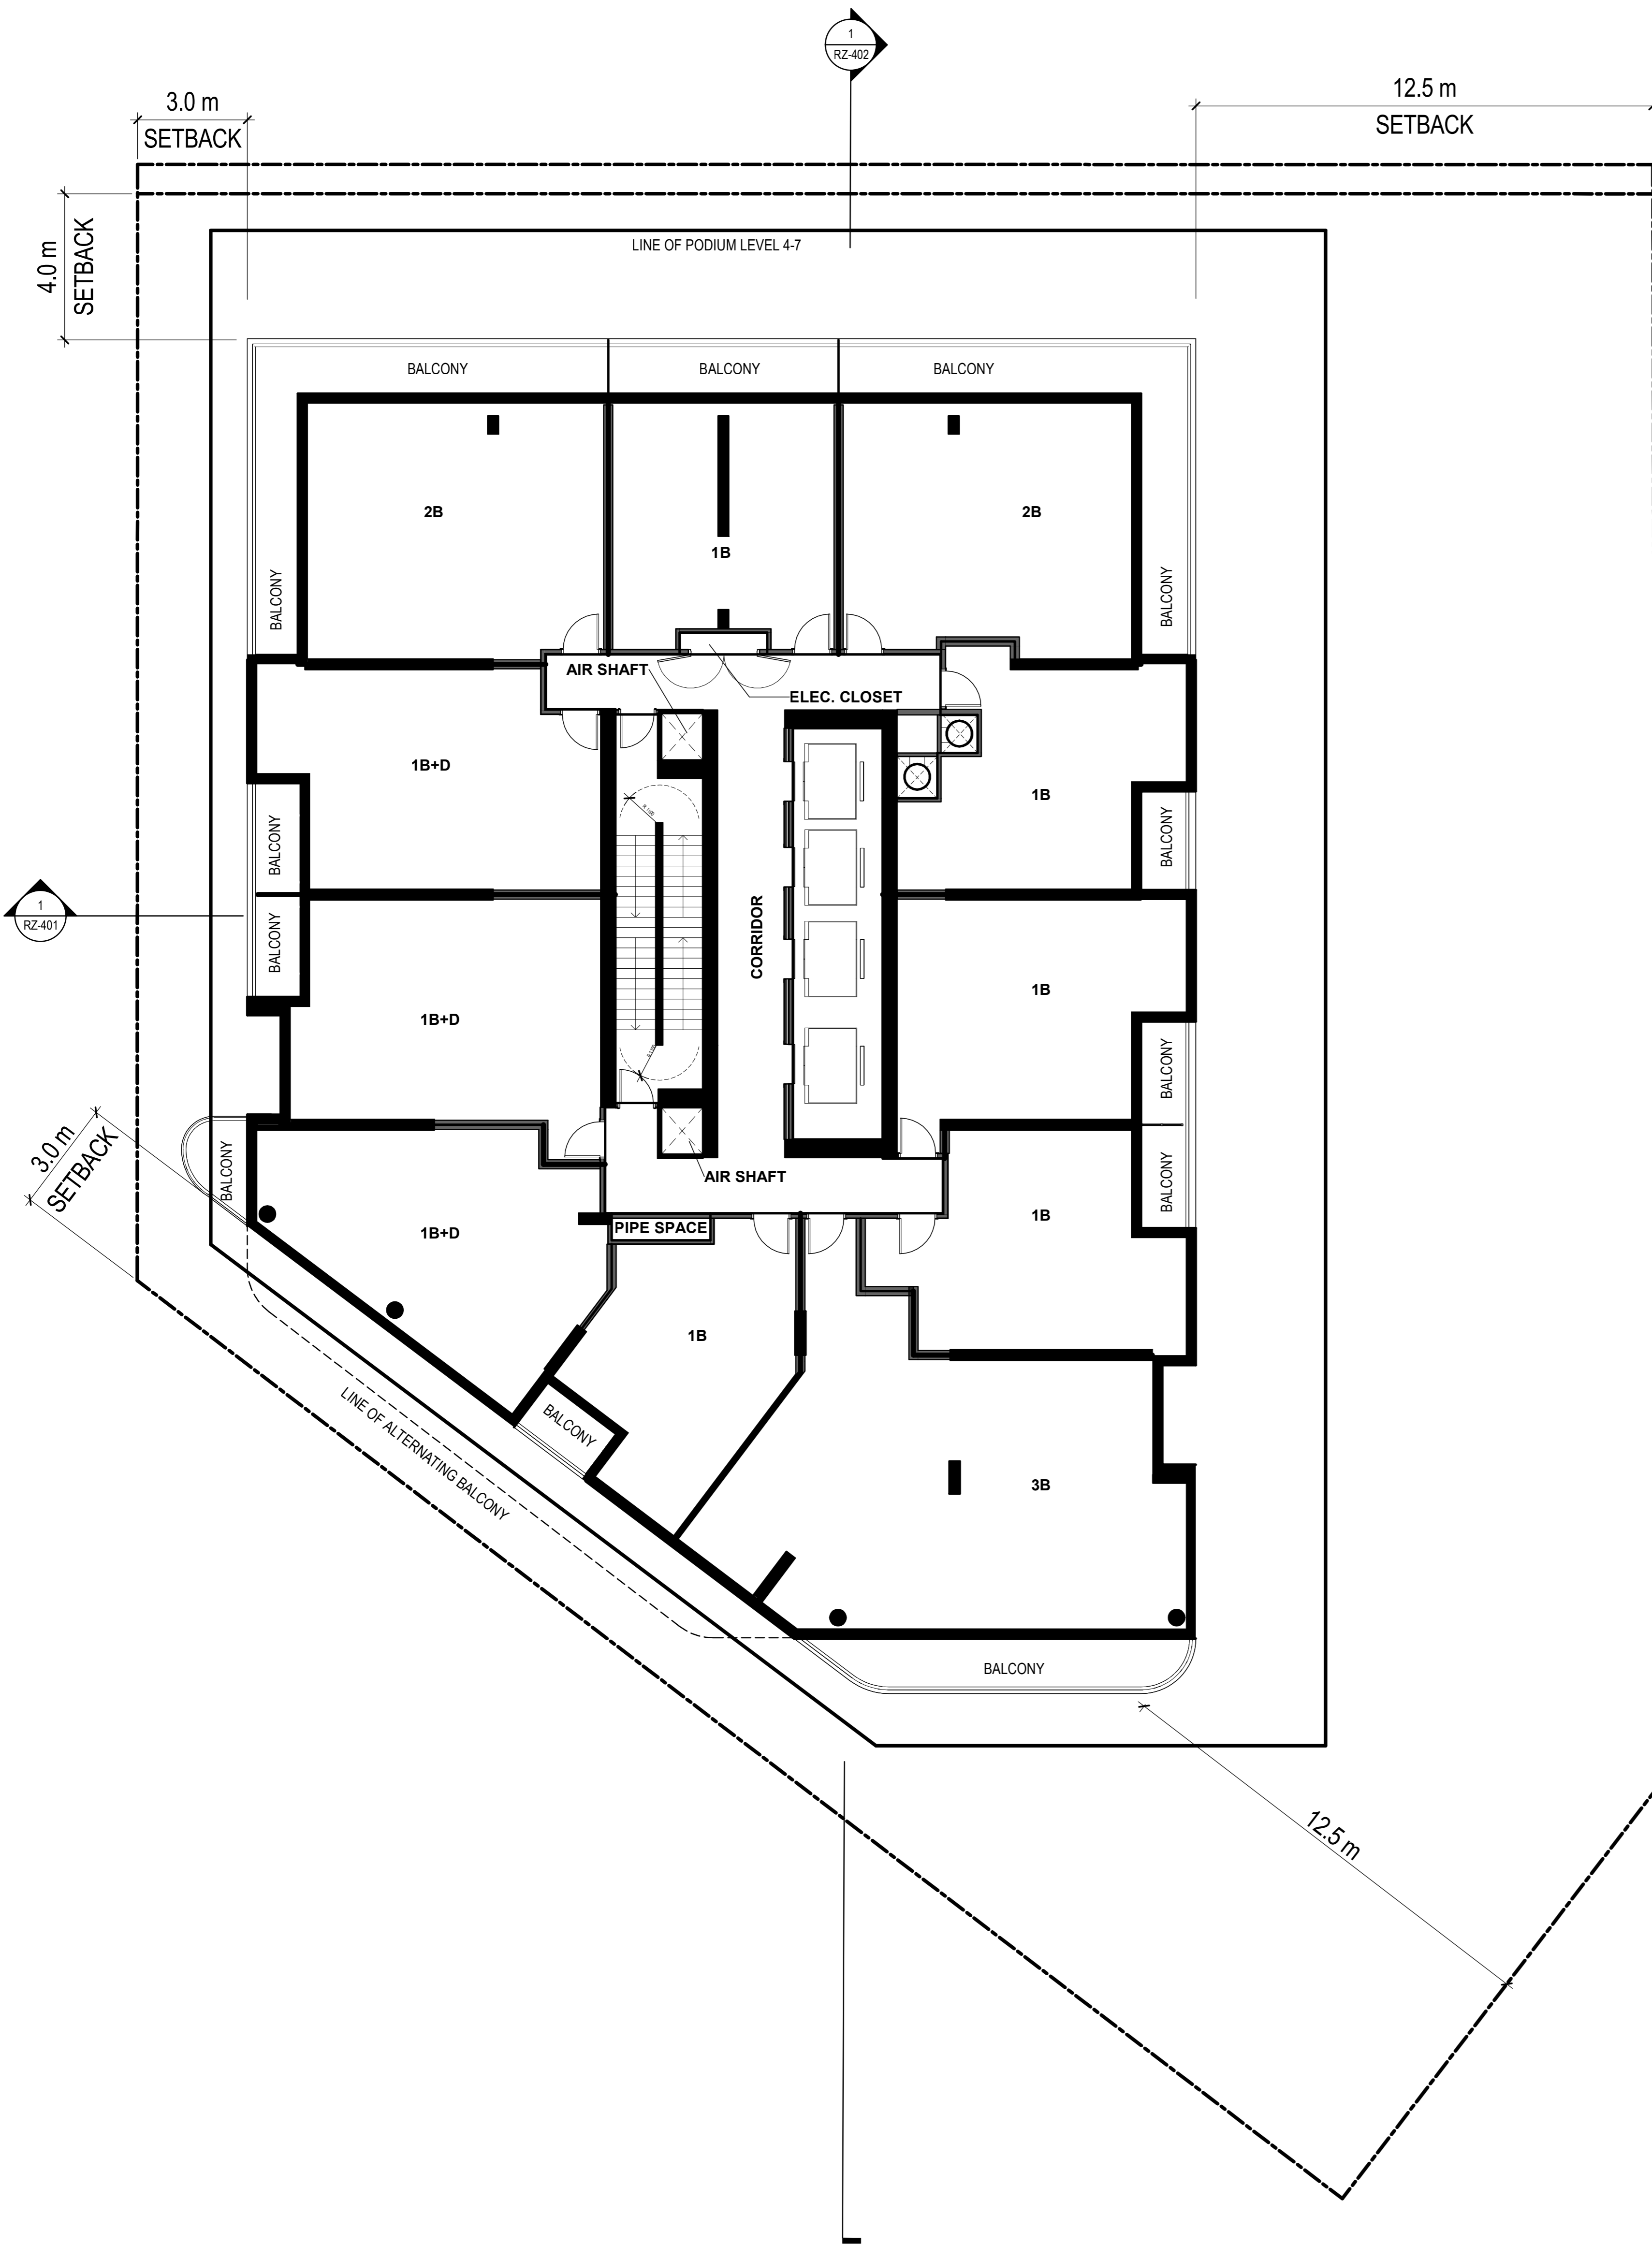 1
RZ-402
3.0 m
SETBACK
12.5 m
SETBACK
4.0 m
SETBACK
LINE OF PODIUM LEVEL 4-7
BALCONY
BALCONY
BALCONY
2B
2B
1B
BALCONY
BALCONY
AIR SHAFT
ELEC. CLOSET
1B+D
1B
BALCONY
BALCONY
1
RZ-401
BALCONY
CORRIDOR
1B
1B+D
BALCONY
3.0 m
SETBACK
BALCONY
AIR SHAFT
BALCONY
1B
PIPE SPACE
1B+D
1B
LINE OF ALTERNATING BALCONY
BALCONY
3B
BALCONY
12.5 m